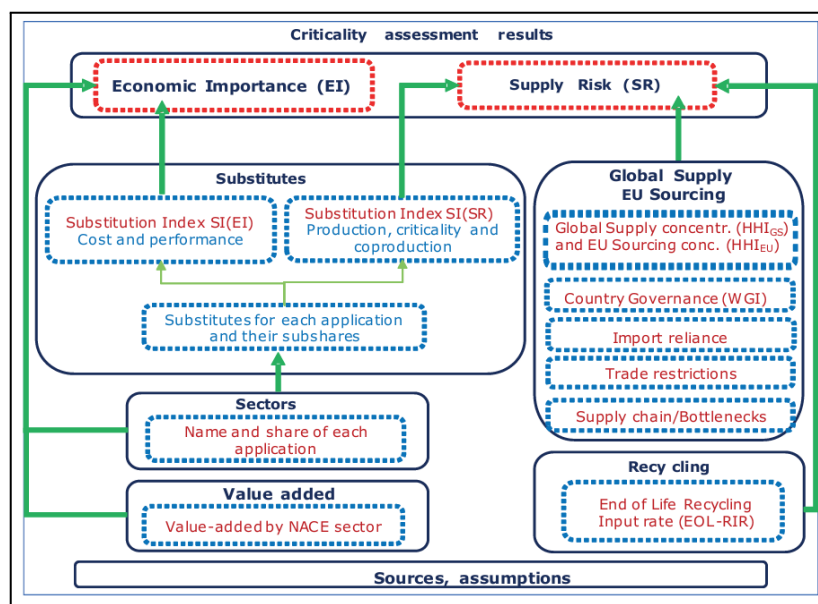 Criticality assessment results
Economic Importance (EI)
Supply Risk (SR)
Substitutes
Substitution Index SI(EI)
Cost and performance
Substitution Index SI(SR)
Production, criticality and
coproduction
Substitutes for each application
and their subshares
Global Supply
EU Sourcing
Global Supply concentr. (HHIGS)
and EU Sourcing conc. (HHIEU)
Country Governance (WGI)
Import reliance
Trade restrictions
Supply chain/Bottlenecks
Sectors
Name and share of each
application
Value added
Value-added by NACE sector
Recy cling
End of Life Recycling
Input rate (EOL-RIR)
Sources, assumptions